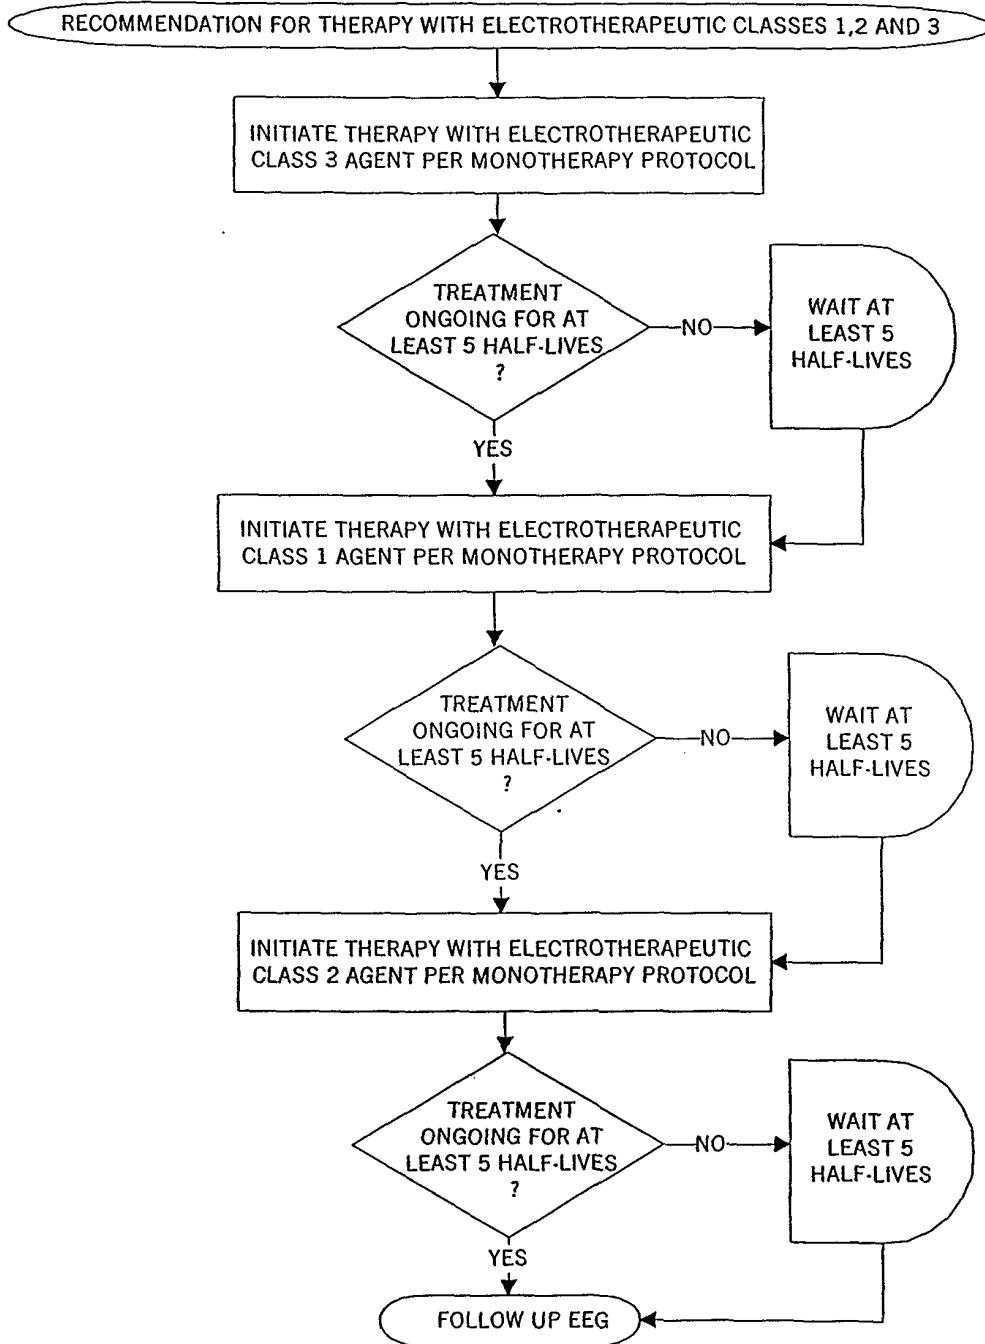 RECOMMENDATION FOR THERAPY WITH ELECTROTHERAPEUTIC CLASSES 1,2 AND 3
INITIATE THERAPY WITH ELECTROTHERAPEUTIC
CLASS 3 AGENT PER MONOTHERAPY PROTOCOL
TREATMENT
ONGOING FOR AT
LEAST 5 HALF-LIVES
?
NO
WAIT AT
LEAST 5
HALF-LIVES
YES
INITIATE THERAPY WITH ELECTROTHERAPEUTIC
CLASS 1 AGENT PER MONOTHERAPY PROTOCOL
TREATMENT
ONGOING FOR AT
LEAST 5 HALF-LIVES
?
NO
WAIT AT
LEAST 5
HALF-LIVES
YES
INITIATE THERAPY WITH ELECTROTHERAPEUTIC
CLASS 2 AGENT PER MONOTHERAPY PROTOCOL
TREATMENT
ONGOING FOR AT
LEAST 5 HALF-LIVES
?
NO
WAIT AT
LEAST 5
HALF-LIVES
YES
FOLLOW UP EEG